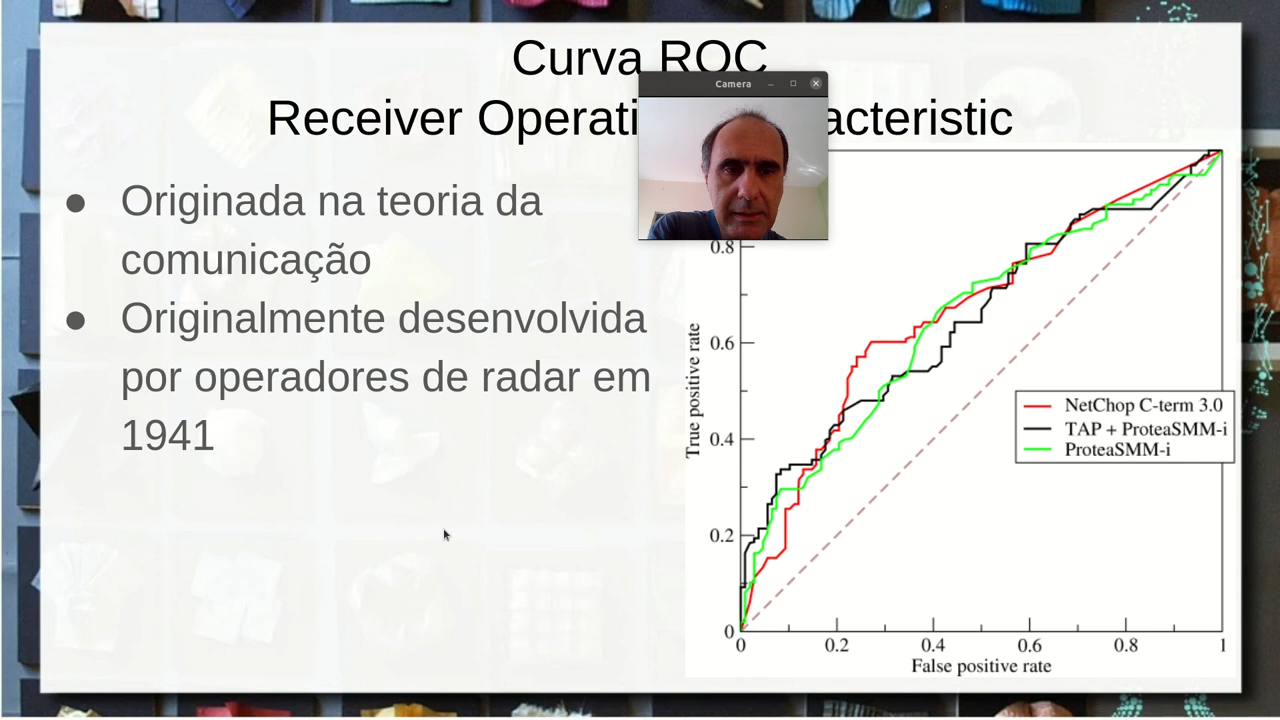 Curva ROC
Receiver Operati
acteristic
Camera
● Originada na teoria da
comunicação
● Originalmente desenvolvida
por operadores de radar em
1941
0.8
0.6
0.4
0.2
0
True positive rate
NetChop C-term 3.0
TAP + ProteaSMM-i
ProteaSMM-i
0 0.2 0.4 0.6 0.8 1
False positive rate